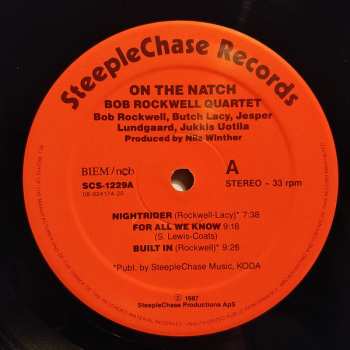 SteepleChase Records
ON THE NATCH
BOB ROCKWELL QUARTET
Bob Rockwell, Butch Lacy, Jesper
Lundgaard, Jukkis Uotila
Produced by Nils Winther
BIEM/ncb
A
SCS-1229A
STEREO - 33 rpm
NIGHTRIDER (Rockwell-Lacy)* 7:38
FOR ALL WE KNOW 9:18
(S. Lewis-Coats)
BUILT IN (Rockwell)* 9:26
*Publ. by SteepleChase Music, KODA
Ⓟ 1987
SteepleChase Productions ApS